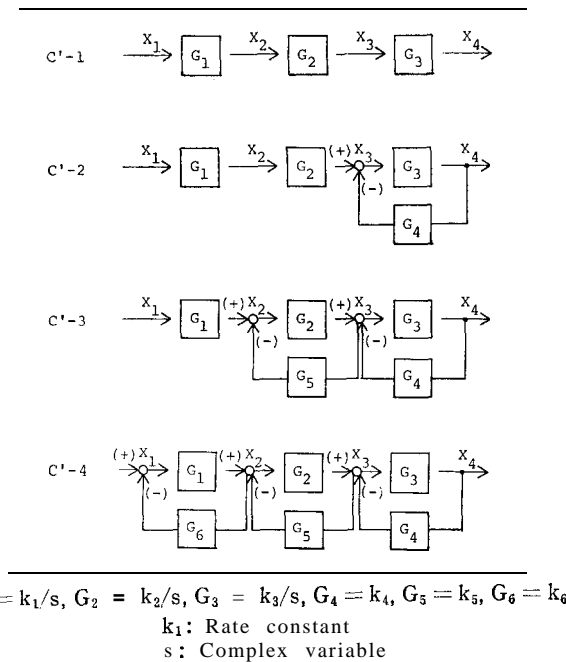 C'-1 X₁ G₁ X₂ G₂ X₃ G₃ X₄
C'-2 X₁ G₁ X₂ G₂ (+) X₃ G₃ X₄
(-)
G₄
C'-3 X₁ G₁ (+) X₂ G₂ (+) X₃ G₃ X₄
(-) (-)
G₅ G₄
C'-4 (+) X₁ G₁ (+) X₂ G₂ (+) X₃ G₃ X₄
(-) (-) (-)
G₆ G₅ G₄
= k₁/s, G₂ = k₂/s, G₃ = k₃/s, G₄ = k₄, G₅ = k₅, G₆ = k₆
k₁: Rate constant
s: Complex variable